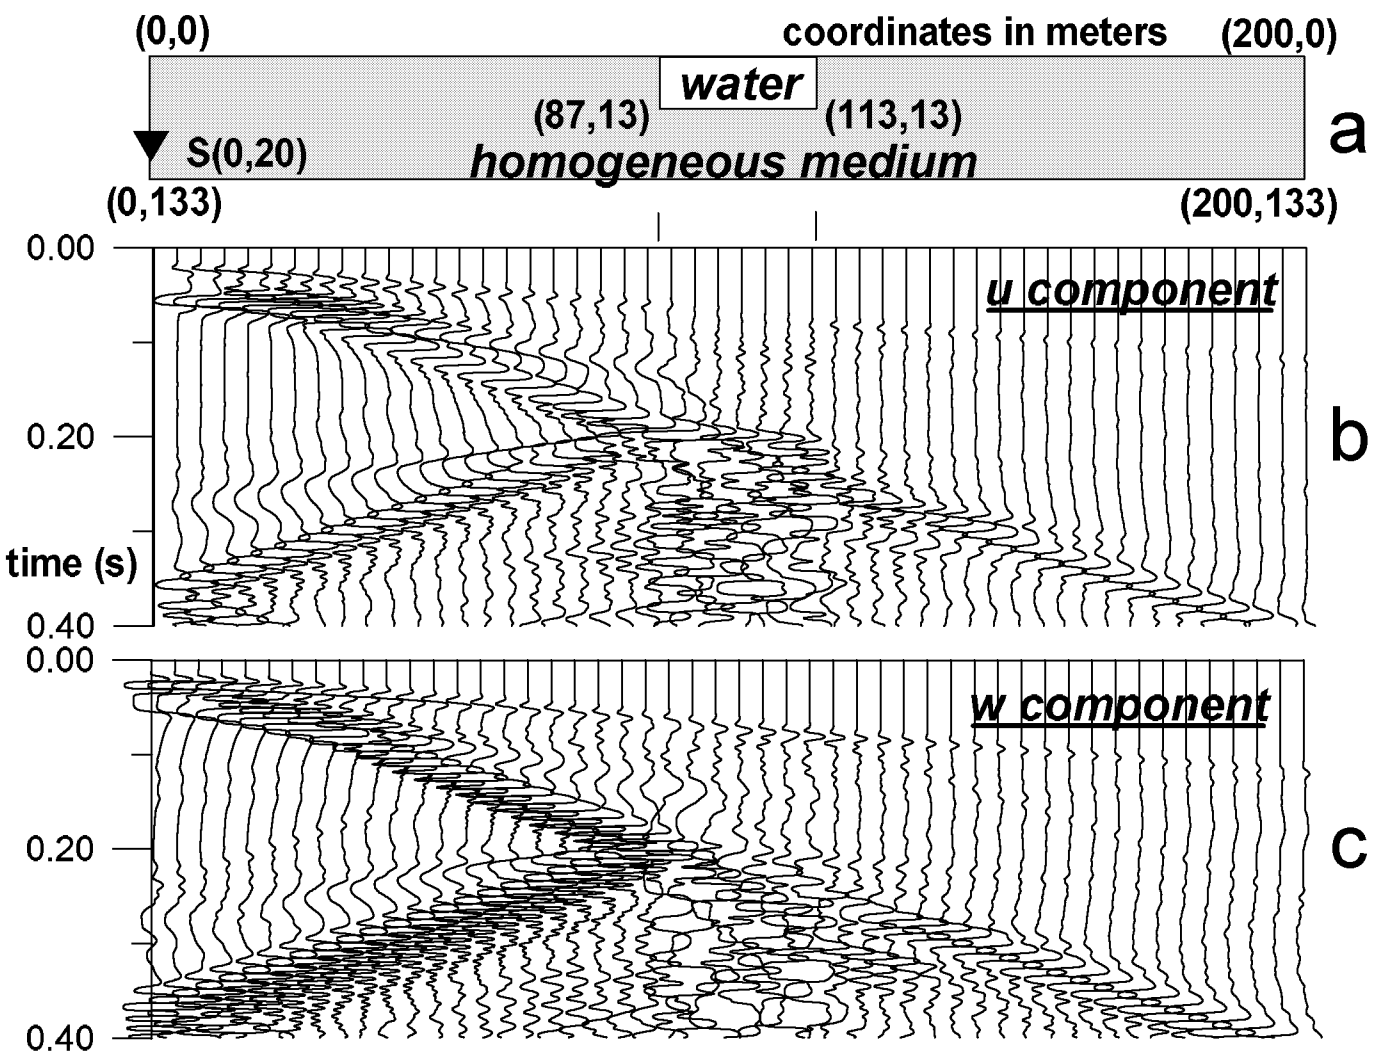 (0,0) coordinates in meters (200,0)
water
(87,13) (113,13)
a
S(0,20)
homogeneous medium
(0,133) (200,133)
0.00
u component
0.20
b
time (s)
0.40
0.00
w component
0.20
c
0.40